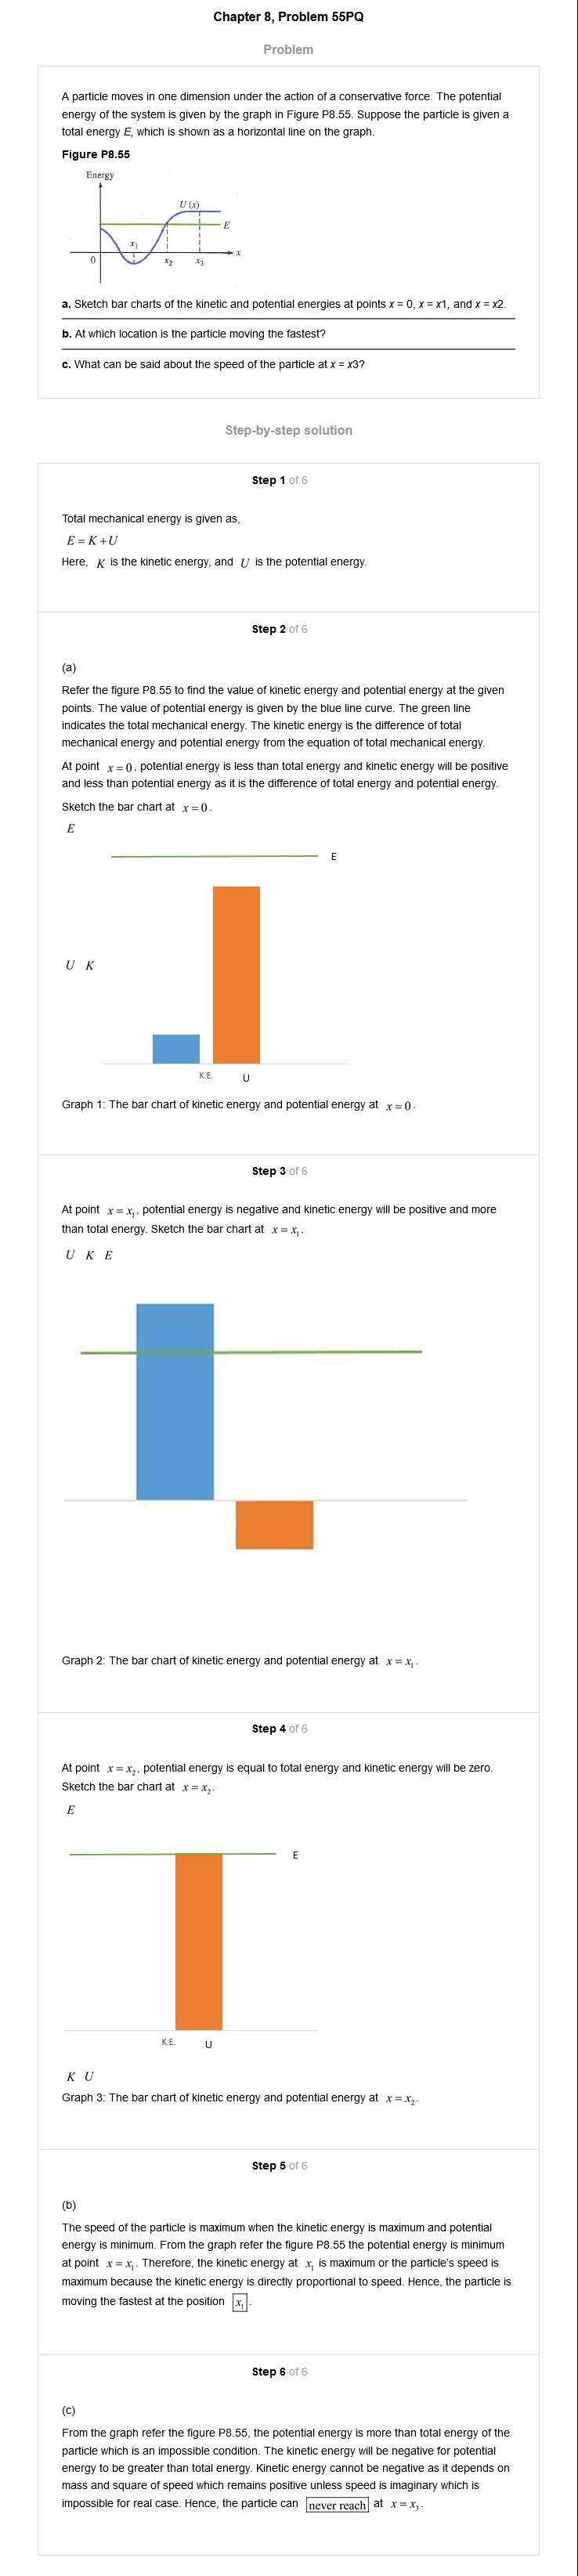 Chapter 8, Problem 55PQ
Problem
A particle moves in one dimension under the action of a conservative force. The potential
energy of the system is given by the graph in Figure P8.55. Suppose the particle is given a
total energy E, which is shown as a horizontal line on the graph.
Figure P8.55
Energy
U (x)
E
x₁
x
0
x₂
x₃
a. Sketch bar charts of the kinetic and potential energies at points x = 0, x = x1, and x = x2.
b. At which location is the particle moving the fastest?
c. What can be said about the speed of the particle at x = x3?
Step-by-step solution
Step 1 of 6
Total mechanical energy is given as,
E = K + U
Here, K is the kinetic energy, and U is the potential energy.
Step 2 of 6
(a)
Refer the figure P8.55 to find the value of kinetic energy and potential energy at the given
points. The value of potential energy is given by the blue line curve. The green line
indicates the total mechanical energy. The kinetic energy is the difference of total
mechanical energy and potential energy from the equation of total mechanical energy.
At point x = 0, potential energy is less than total energy and kinetic energy will be positive
and less than potential energy as it is the difference of total energy and potential energy.
Sketch the bar chart at x = 0.
E
E
U K
K.E.
U
Graph 1: The bar chart of kinetic energy and potential energy at x = 0.
Step 3 of 6
At point x = x₁, potential energy is negative and kinetic energy will be positive and more
than total energy. Sketch the bar chart at x = x₁.
U K E
Graph 2: The bar chart of kinetic energy and potential energy at x = x₁.
Step 4 of 6
At point x = x₂, potential energy is equal to total energy and kinetic energy will be zero.
Sketch the bar chart at x = x₂.
E
E
K.E.
U
K U
Graph 3: The bar chart of kinetic energy and potential energy at x = x₂.
Step 5 of 6
(b)
The speed of the particle is maximum when the kinetic energy is maximum and potential
energy is minimum. From the graph refer the figure P8.55 the potential energy is minimum
at point x = x₁. Therefore, the kinetic energy at x₁ is maximum or the particle's speed is
maximum because the kinetic energy is directly proportional to speed. Hence, the particle is
moving the fastest at the position x₁.
Step 6 of 6
(c)
From the graph refer the figure P8.55, the potential energy is more than total energy of the
particle which is an impossible condition. The kinetic energy will be negative for potential
energy to be greater than total energy. Kinetic energy cannot be negative as it depends on
mass and square of speed which remains positive unless speed is imaginary which is
impossible for real case. Hence, the particle can never reach at x = x₃.